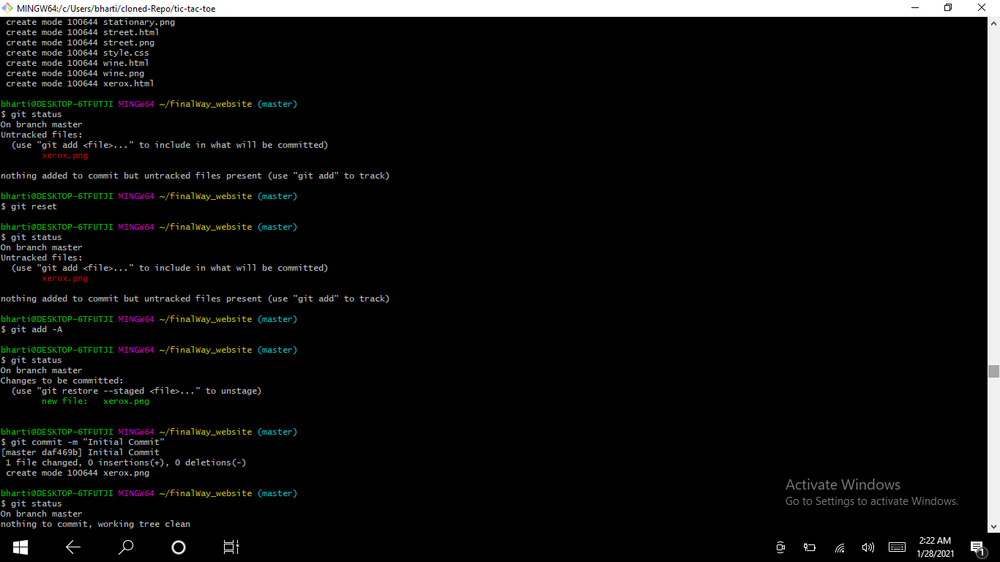 MINGW64:/c/Users/bharti/cloned-Repo/tic-tac-toe
create mode 100644 stationary.png
create mode 100644 street.html
create mode 100644 street.png
create mode 100644 style.css
create mode 100644 wine.html
create mode 100644 wine.png
create mode 100644 xerox.html
bharti@DESKTOP-6TFUTJI MINGW64 ~/finalWay_website (master)
$ git status
On branch master
Untracked files:
(use "git add <file>..." to include in what will be committed)
xerox.png
nothing added to commit but untracked files present (use "git add" to track)
bharti@DESKTOP-6TFUTJI MINGW64 ~/finalWay_website (master)
$ git reset
bharti@DESKTOP-6TFUTJI MINGW64 ~/finalWay_website (master)
$ git status
On branch master
Untracked files:
(use "git add <file>..." to include in what will be committed)
xerox.png
nothing added to commit but untracked files present (use "git add" to track)
bharti@DESKTOP-6TFUTJI MINGW64 ~/finalWay_website (master)
$ git add -A
bharti@DESKTOP-6TFUTJI MINGW64 ~/finalWay_website (master)
$ git status
On branch master
Changes to be committed:
(use "git restore --staged <file>..." to unstage)
new file:   xerox.png
bharti@DESKTOP-6TFUTJI MINGW64 ~/finalWay_website (master)
$ git commit -m "Initial Commit"
[master daf469b] Initial Commit
1 file changed, 0 insertions(+), 0 deletions(-)
create mode 100644 xerox.png
bharti@DESKTOP-6TFUTJI MINGW64 ~/finalWay_website (master)
$ git status
On branch master
nothing to commit, working tree clean
Activate Windows
Go to Settings to activate Windows.
2:22 AM
1/28/2021
1